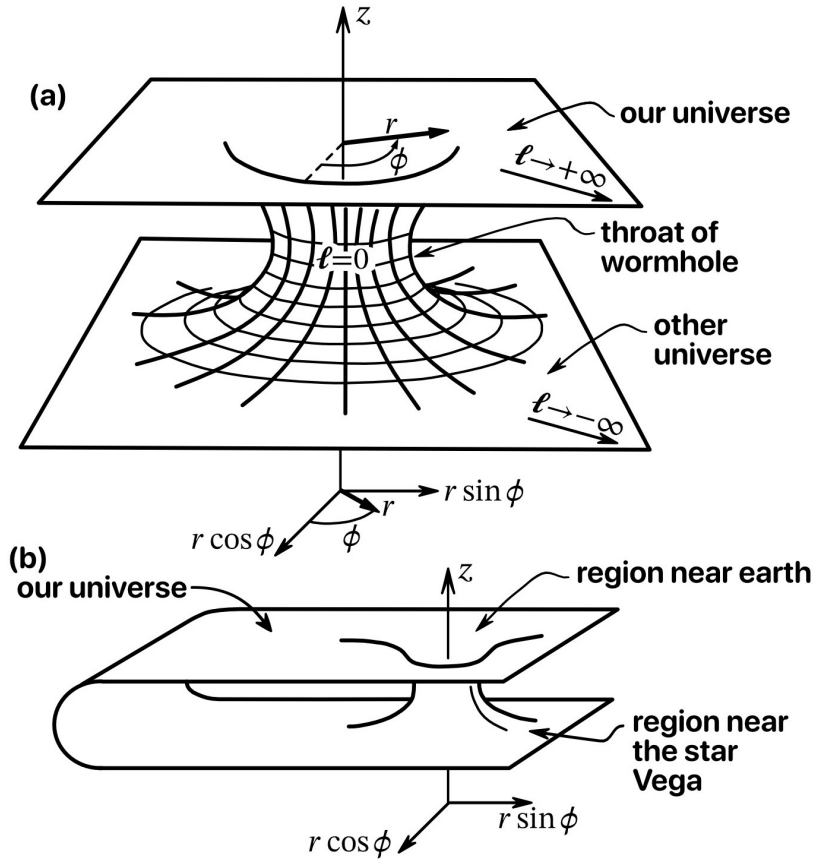 z
(a)
our universe
r
ϕ
ℓ→+∞
throat of
wormhole
ℓ=0
other
universe
ℓ→−∞
r sin ϕ
r
r cos ϕ
ϕ
(b)
our universe
z
region near earth
region near
the star
Vega
r sin ϕ
r cos ϕ